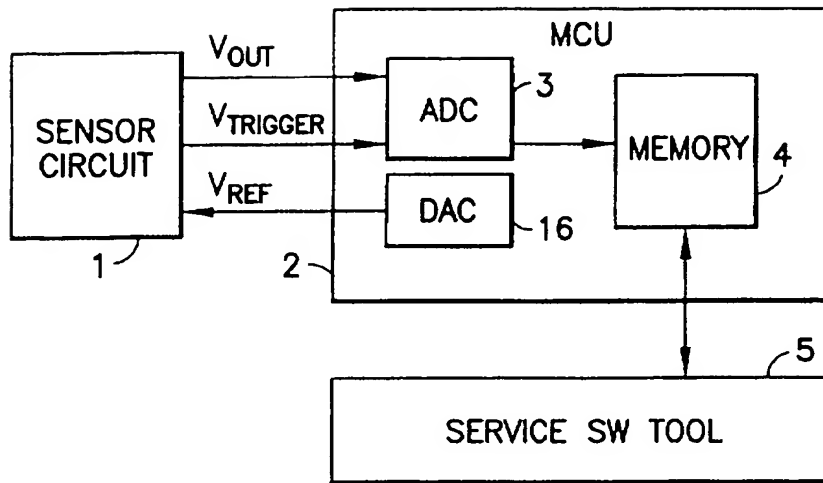 MCU
V_OUT
V_TRIGGER
V_REF
SENSOR
CIRCUIT
1
2
ADC
3
DAC
16
MEMORY
4
5
SERVICE SW TOOL